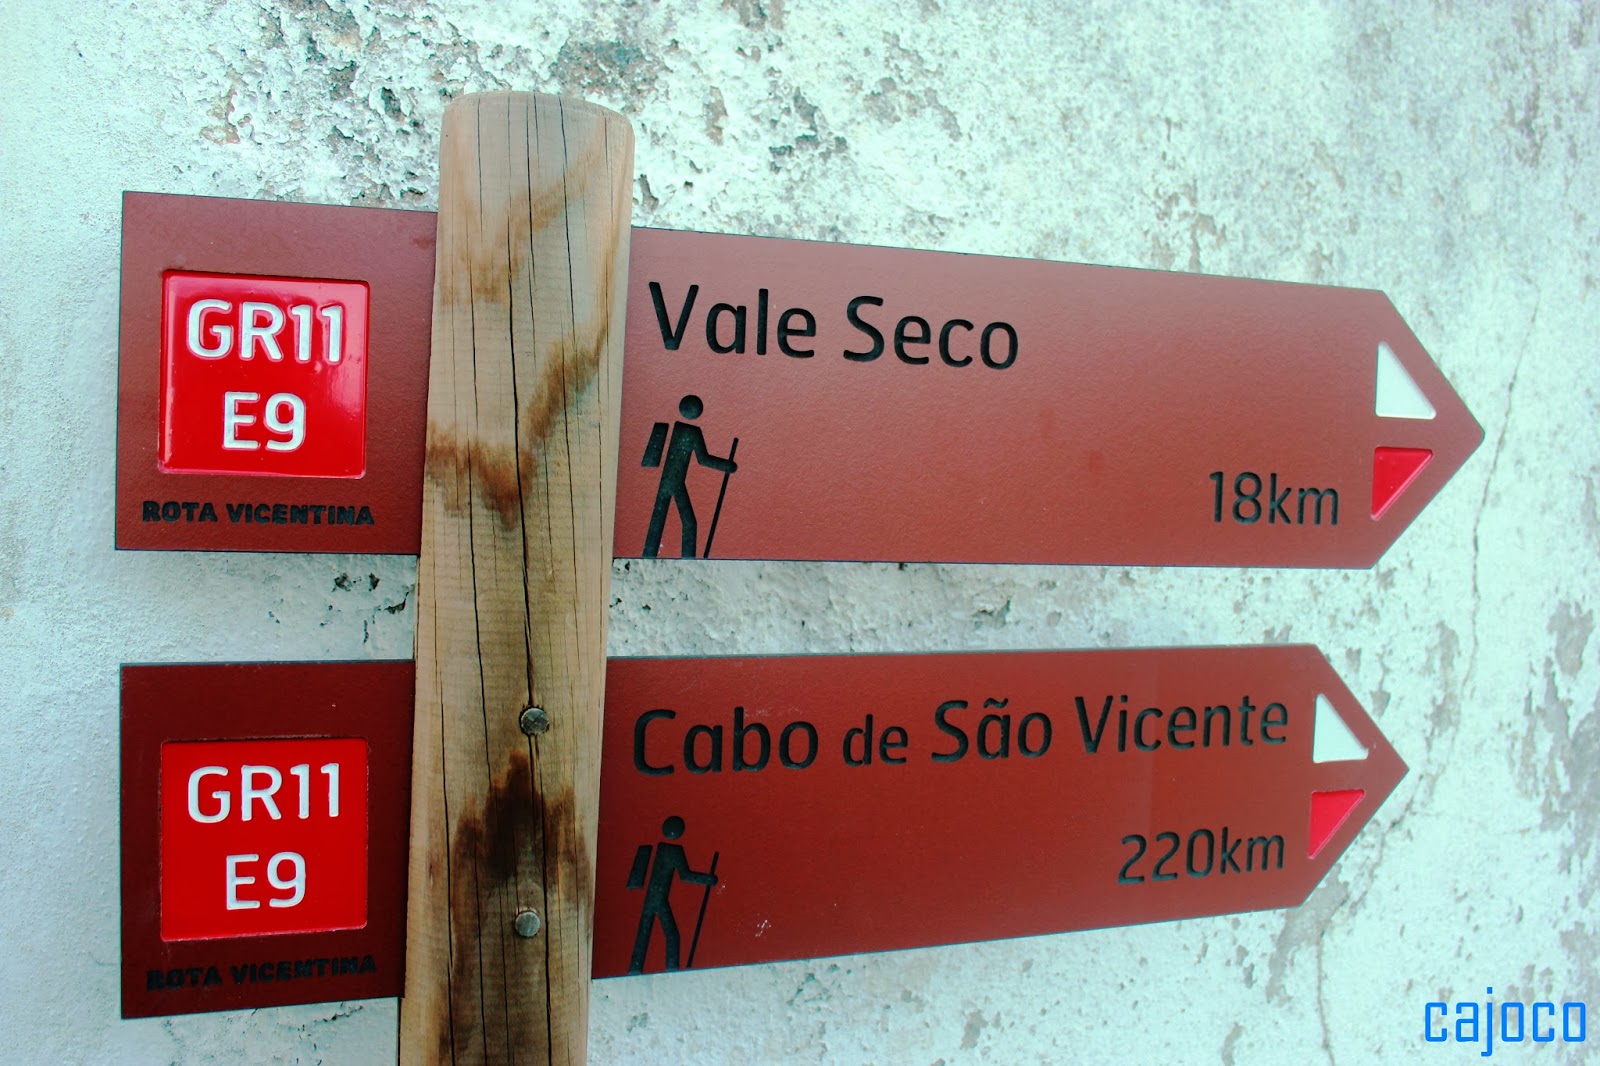 GR11
E9
ROTA VICENTINA
Vale Seco
18km
GR11
E9
ROTA VICENTINA
Cabo de São Vicente
220km
cajoco